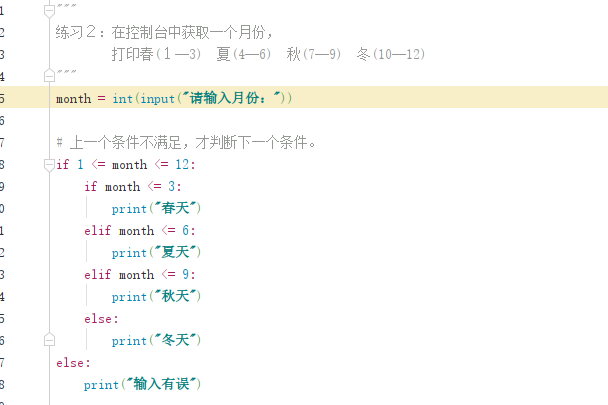 1 """
2 练习2:在控制台中获取一个月份,
3 打印春(1—3) 夏(4—6) 秋(7—9) 冬(10—12)
4 """
5 month = int(input("请输入月份:"))
6
7 # 上一个条件不满足,才判断下一个条件。
8 if 1 <= month <= 12:
9 if month <= 3:
0 print("春天")
1 elif month <= 6:
2 print("夏天")
3 elif month <= 9:
4 print("秋天")
5 else:
6 print("冬天")
7 else:
8 print("输入有误")